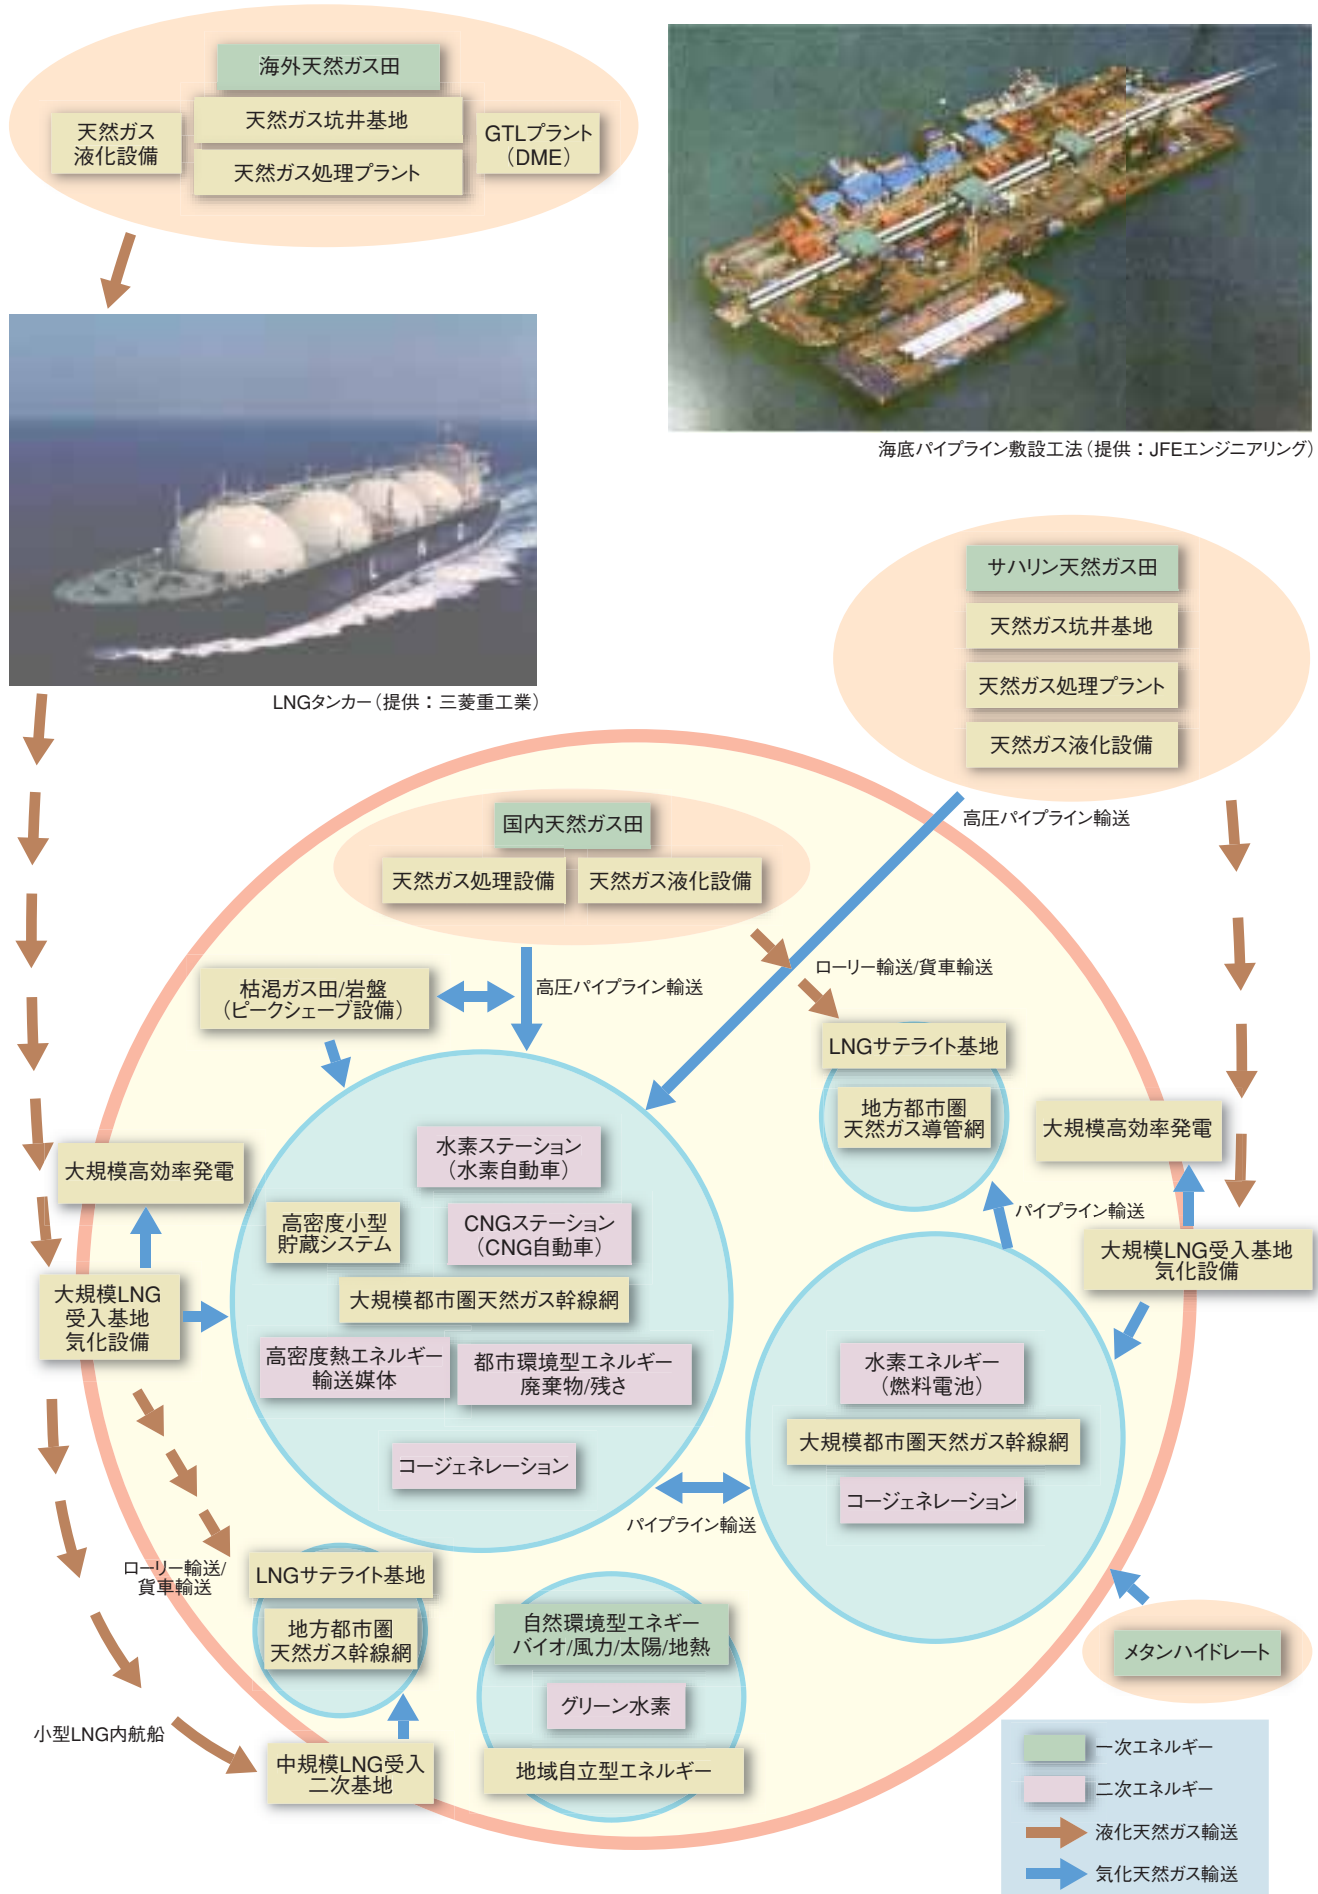 海外天然ガス田
天然ガス
液化設備
天然ガス坑井基地
天然ガス処理プラント
GTLプラント
（DME）
海底パイプライン敷設工法（提供：JFEエンジニアリング）
LNGタンカー（提供：三菱重工業）
サハリン天然ガス田
天然ガス坑井基地
天然ガス処理プラント
天然ガス液化設備
高圧パイプライン輸送
国内天然ガス田
天然ガス処理設備
天然ガス液化設備
ローリー輸送/貨車輸送
高圧パイプライン輸送
枯渇ガス田/岩盤
（ピークシェーブ設備）
LNGサテライト基地
地方都市圏
天然ガス導管網
大規模高効率発電
大規模高効率発電
水素ステーション
（水素自動車）
高密度小型
貯蔵システム
CNGステーション
（CNG自動車）
大規模都市圏天然ガス幹線網
高密度熱エネルギー
輸送媒体
都市環境型エネルギー
廃棄物/残さ
コージェネレーション
パイプライン輸送
大規模LNG受入基地
気化設備
大規模LNG
受入基地
気化設備
水素エネルギー
（燃料電池）
大規模都市圏天然ガス幹線網
コージェネレーション
パイプライン輸送
ローリー輸送/
貨車輸送
LNGサテライト基地
地方都市圏
天然ガス幹線網
自然環境型エネギー
バイオ/風力/太陽/地熱
グリーン水素
地域自立型エネルギー
メタンハイドレート
小型LNG内航船
中規模LNG受入
二次基地
一次エネルギー
二次エネルギー
液化天然ガス輸送
気化天然ガス輸送